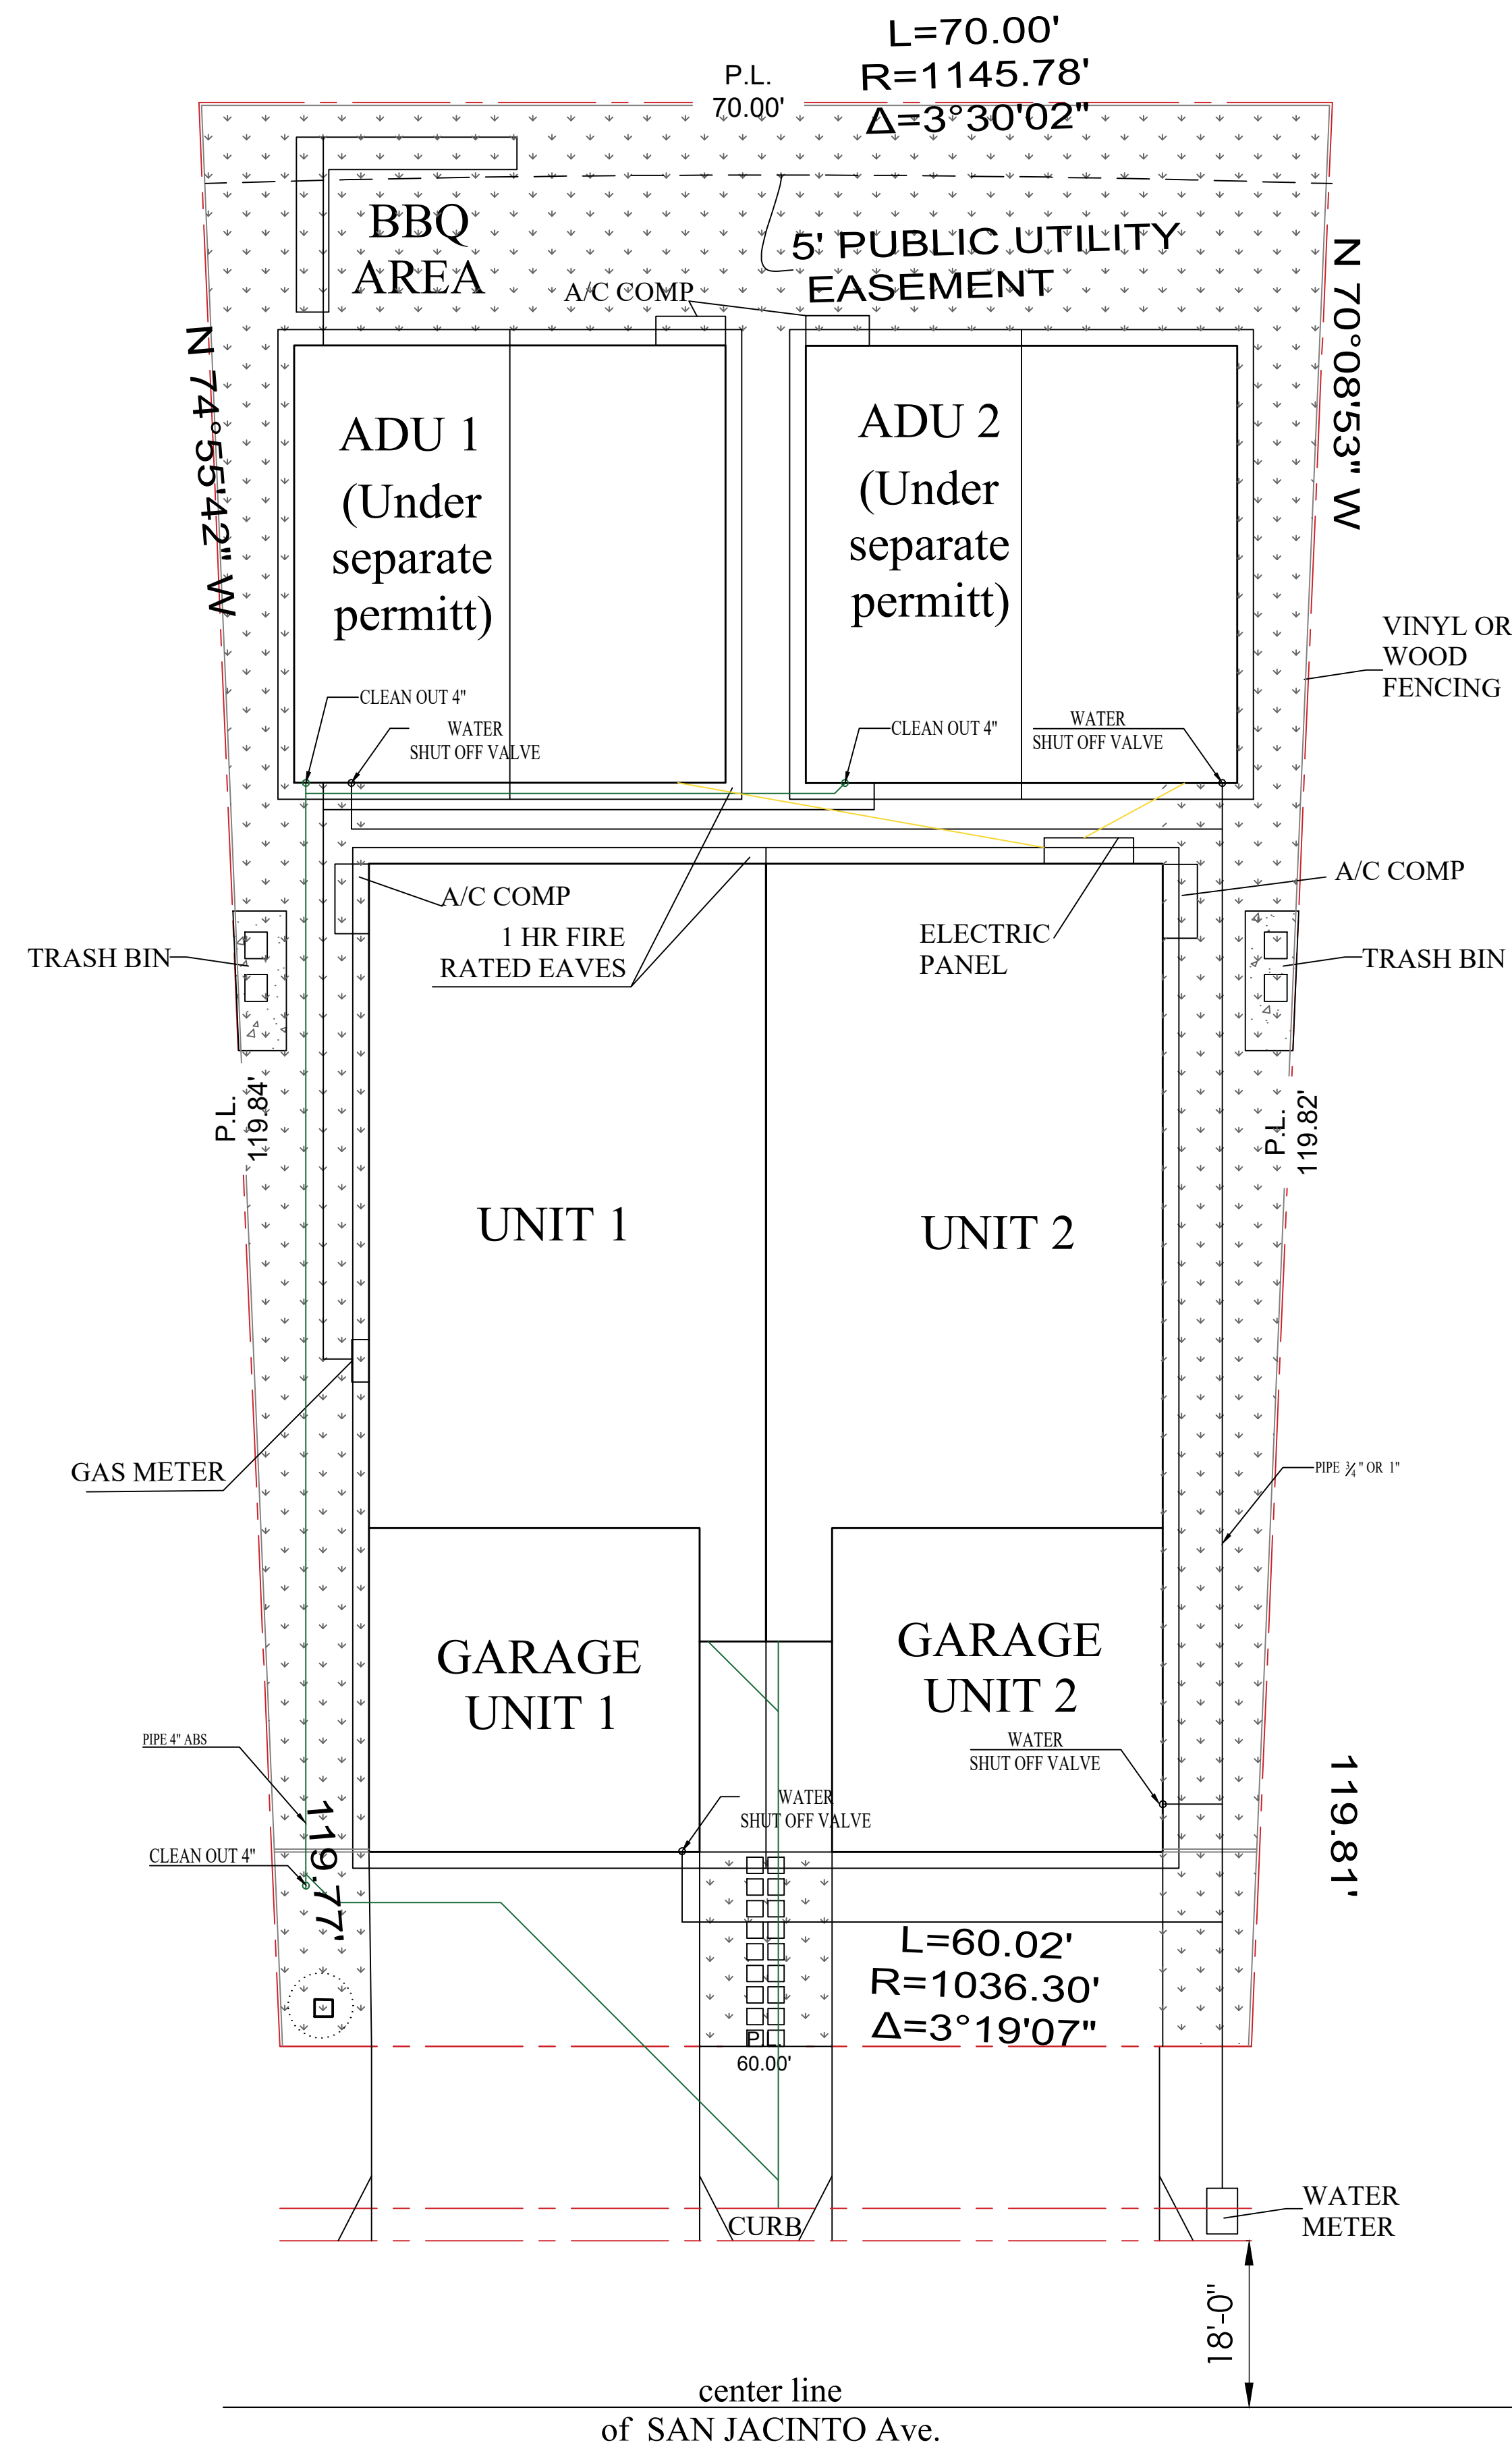 L=70.00'
R=1145.78'
Δ=3°30'02"
P.L.
70.00'
BBQ
AREA
5' PUBLIC UTILITY
EASEMENT
A/C COMP
N 74°55'42" W
N 70°08'53" W
ADU 1
(Under
separate
permitt)
ADU 2
(Under
separate
permitt)
VINYL OR
WOOD
FENCING
CLEAN OUT 4"
WATER
SHUT OFF VALVE
CLEAN OUT 4"
WATER
SHUT OFF VALVE
A/C COMP
A/C COMP
1 HR FIRE
RATED EAVES
ELECTRIC
PANEL
TRASH BIN
TRASH BIN
P.L.
119.84'
P.L.
119.82'
UNIT 1
UNIT 2
GAS METER
PIPE ¾" OR 1"
GARAGE
UNIT 1
GARAGE
UNIT 2
PIPE 4" ABS
WATER
SHUT OFF VALVE
WATER
SHUT OFF VALVE
CLEAN OUT 4"
119.77'
119.81'
L=60.02'
R=1036.30'
Δ=3°19'07"
P.L.
60.00'
WATER
METER
CURB
18'-0"
center line
of SAN JACINTO Ave.